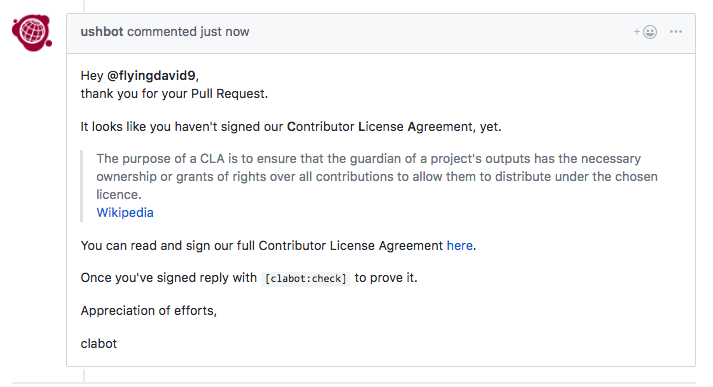 ushbot commented just now
Hey @flyingdavid9,
thank you for your Pull Request.
It looks like you haven't signed our Contributor License Agreement, yet.
The purpose of a CLA is to ensure that the guardian of a project's outputs has the necessary
ownership or grants of rights over all contributions to allow them to distribute under the chosen
licence.
Wikipedia
You can read and sign our full Contributor License Agreement here.
Once you've signed reply with [clabot:check] to prove it.
Appreciation of efforts,
clabot